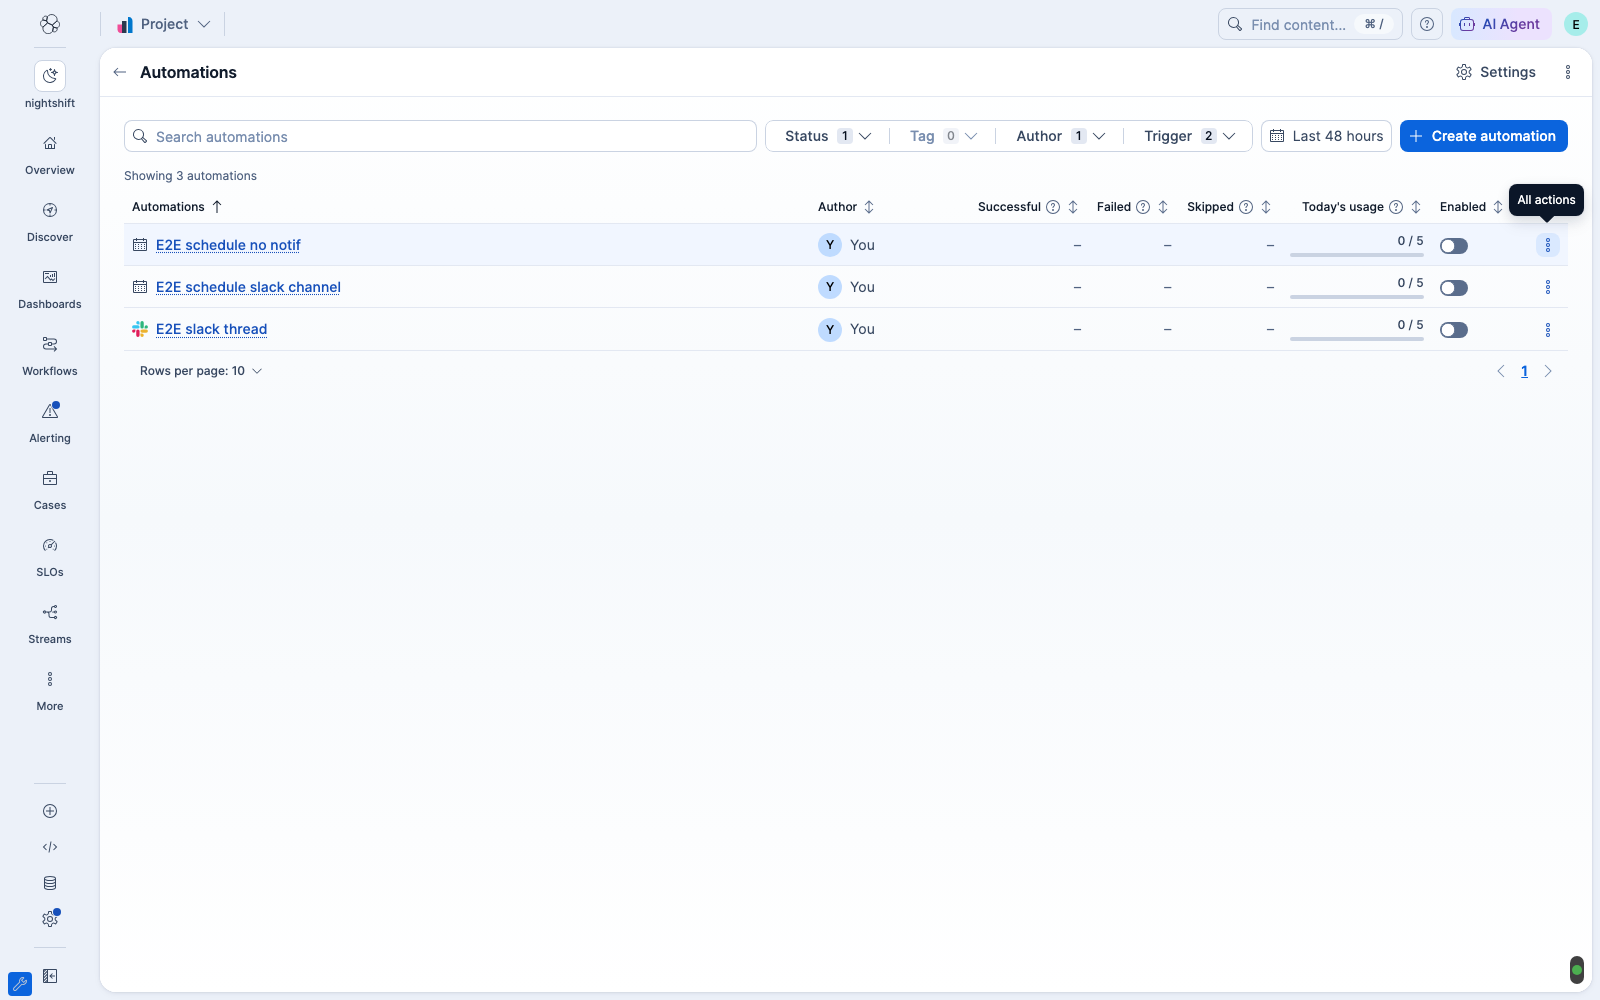 Project
Find content...
⌘ /
AI Agent
E
nightshift
Overview
Discover
Dashboards
Workflows
Alerting
Cases
SLOs
Streams
More
Automations
Settings
Search automations
Status 1
Tag 0
Author 1
Trigger 2
Last 48 hours
Create automation
Showing 3 automations
All actions
Automations Author Successful Failed Skipped Today's usage Enabled
E2E schedule no notif Y You – – – 0 / 5
E2E schedule slack channel Y You – – – 0 / 5
E2E slack thread Y You – – – 0 / 5
Rows per page: 10
1